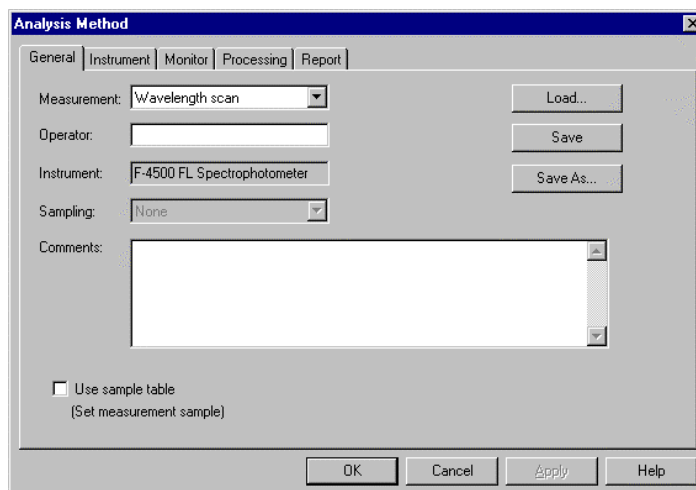 Analysis Method
General Instrument Monitor Processing Report
Measurement: Wavelength scan Load...
Operator: Save
Instrument: F-4500 FL Spectrophotometer Save As...
Sampling: None
Comments:
Use sample table
(Set measurement sample)
OK Cancel Apply Help